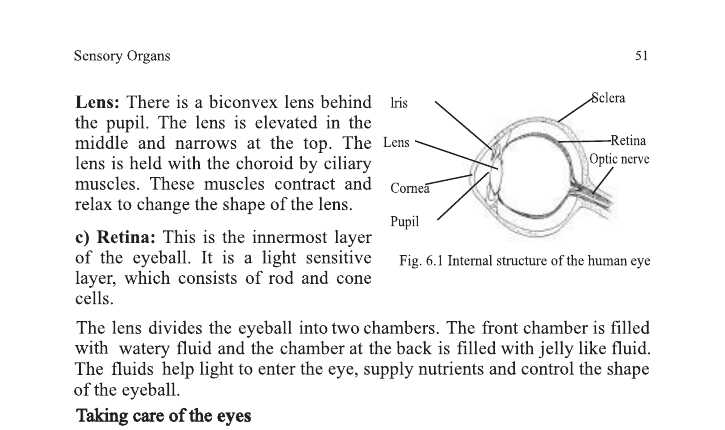 Sensory Organs 51
Lens: There is a biconvex lens behind
the pupil. The lens is elevated in the
middle and narrows at the top. The
lens is held with the choroid by ciliary
muscles. These muscles contract and
relax to change the shape of the lens.
c) Retina: This is the innermost layer
of the eyeball. It is a light sensitive
layer, which consists of rod and cone
cells.
Iris
Lens
Cornea
Pupil
Sclera
Retina
Optic nerve
Fig. 6.1 Internal structure of the human eye
The lens divides the eyeball into two chambers. The front chamber is filled
with watery fluid and the chamber at the back is filled with jelly like fluid.
The fluids help light to enter the eye, supply nutrients and control the shape
of the eyeball.
Taking care of the eyes